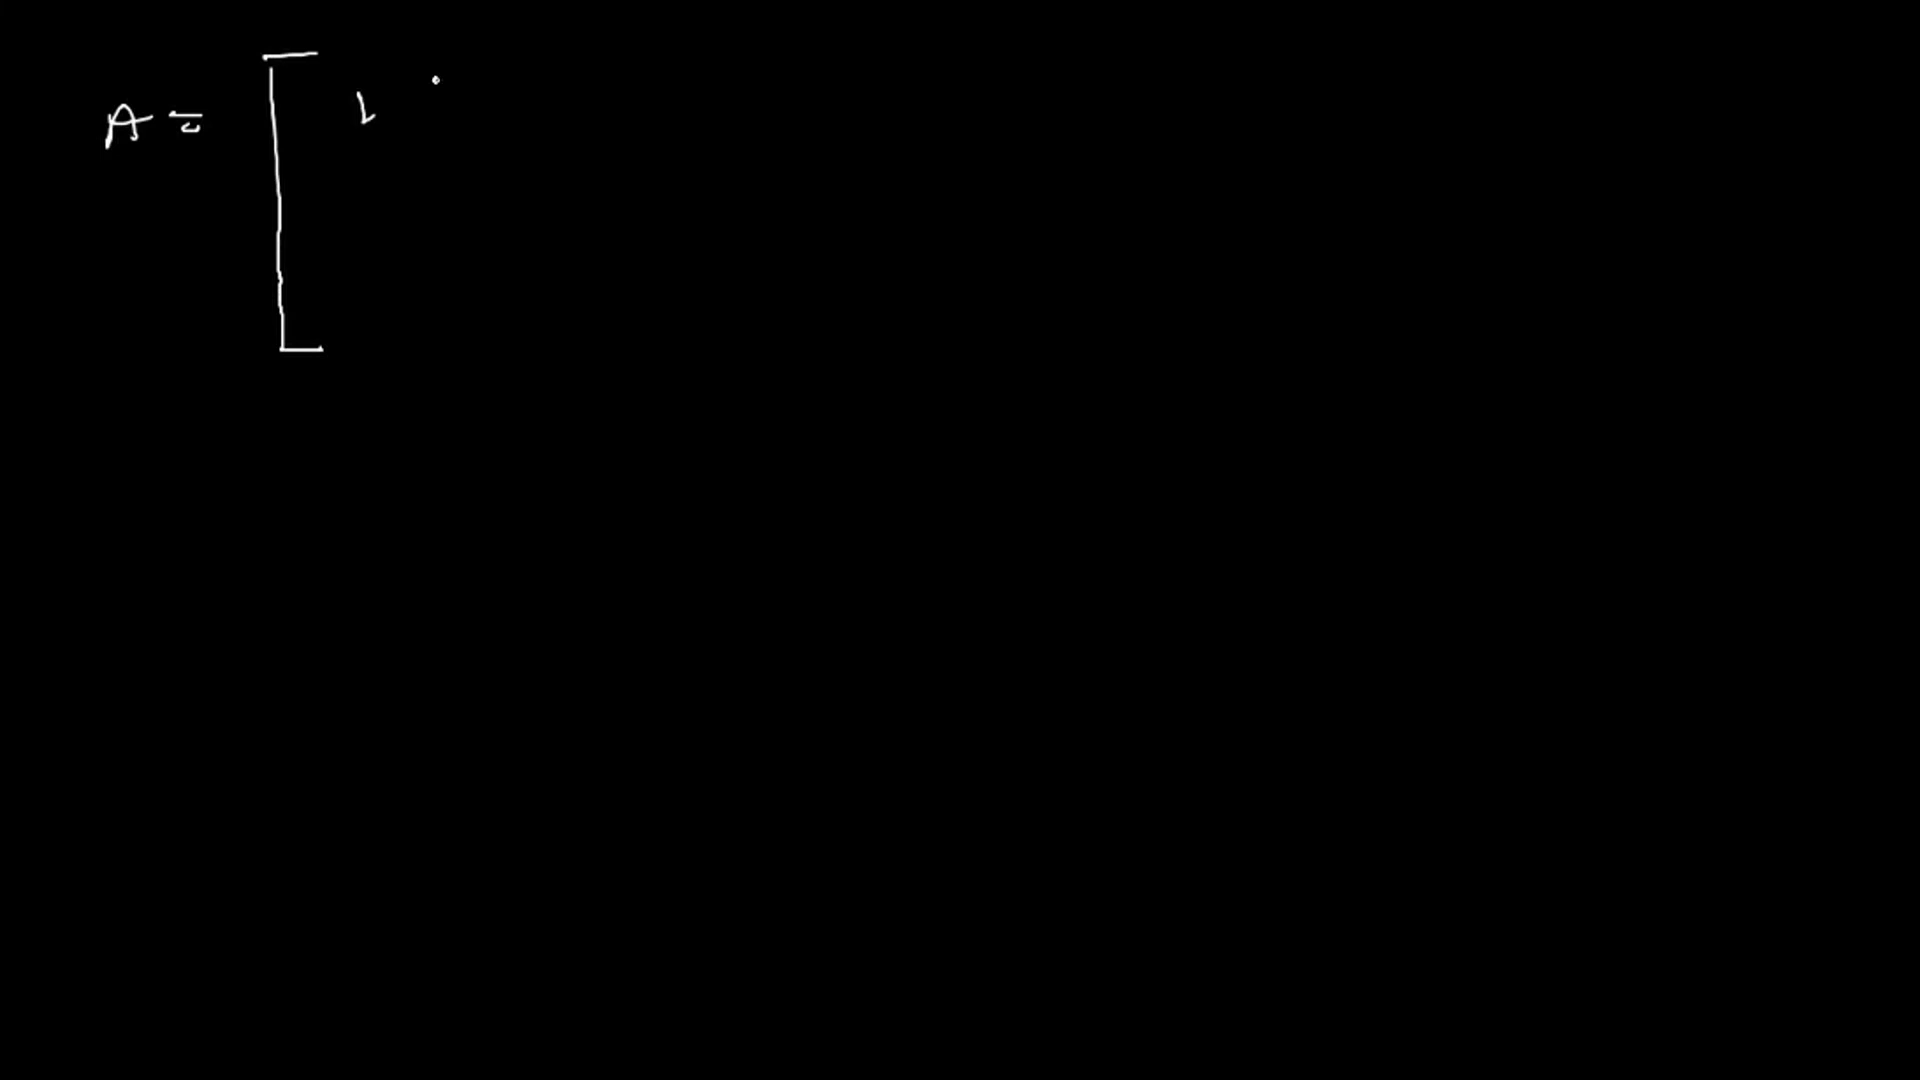 A = [ 1